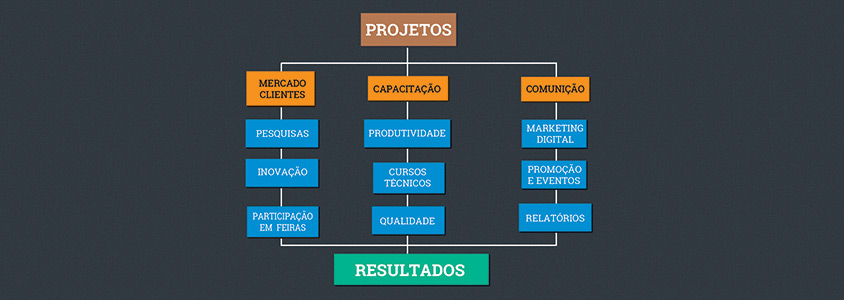 PROJETOS
MERCADO
CLIENTES
PESQUISAS
INOVAÇÃO
PARTICIPAÇÃO
EM FEIRAS
CAPACITAÇÃO
PRODUTIVIDADE
CURSOS
TÉCNICOS
QUALIDADE
COMUNIÇÃO
MARKETING
DIGITAL
PROMOÇÃO
E EVENTOS
RELATÓRIOS
RESULTADOS